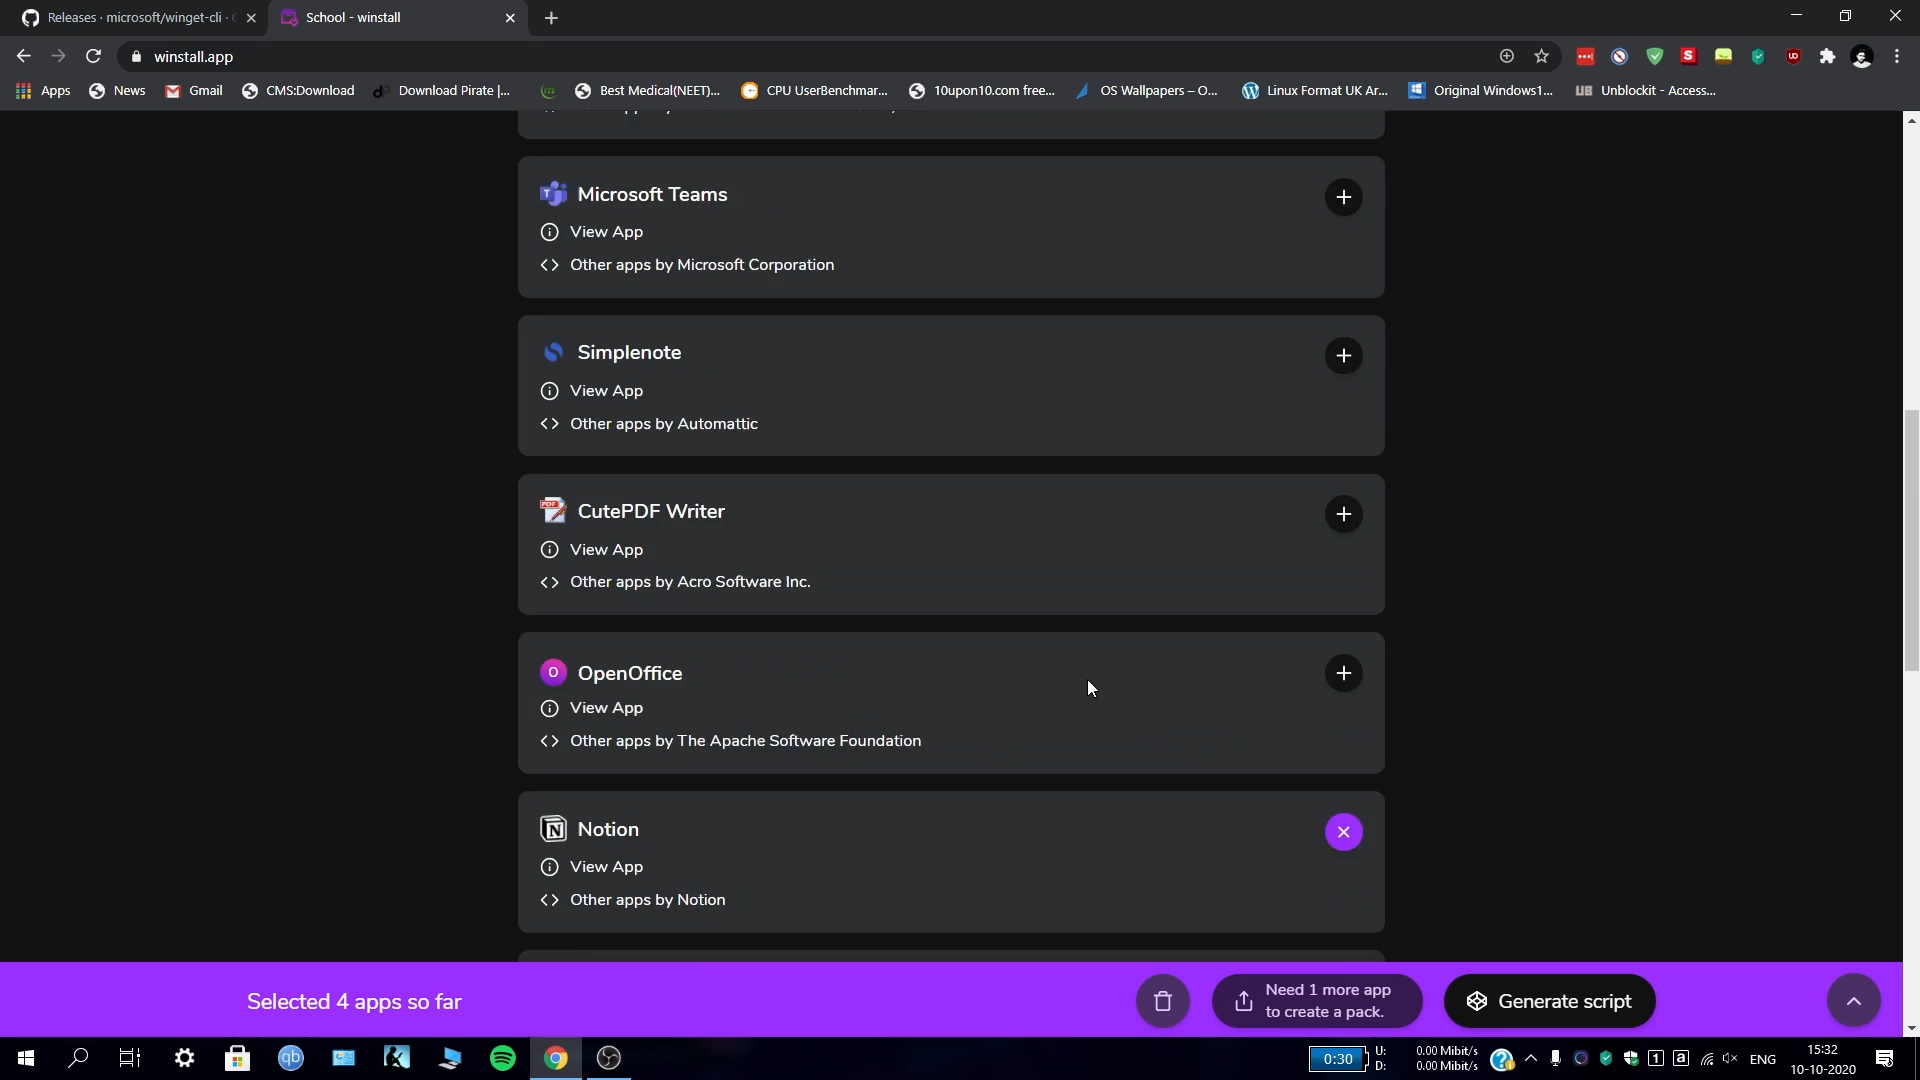 Releases · microsoft/winget-cli ·
School - winstall
winstall.app
Apps
News
Gmail
CMS:Download
Download Pirate |...
Best Medical(NEET)...
CPU UserBenchmar...
10upon10.com free...
OS Wallpapers – O...
Linux Format UK Ar...
Original Windows1...
Unblockit - Access...
Microsoft Teams
View App
Other apps by Microsoft Corporation
Simplenote
View App
Other apps by Automattic
CutePDF Writer
View App
Other apps by Acro Software Inc.
OpenOffice
View App
Other apps by The Apache Software Foundation
Notion
View App
Other apps by Notion
Selected 4 apps so far
Need 1 more app
to create a pack.
Generate script
0:30
U: 0.00 Mibit/s
D: 0.00 Mibit/s
ENG
15:32
10-10-2020